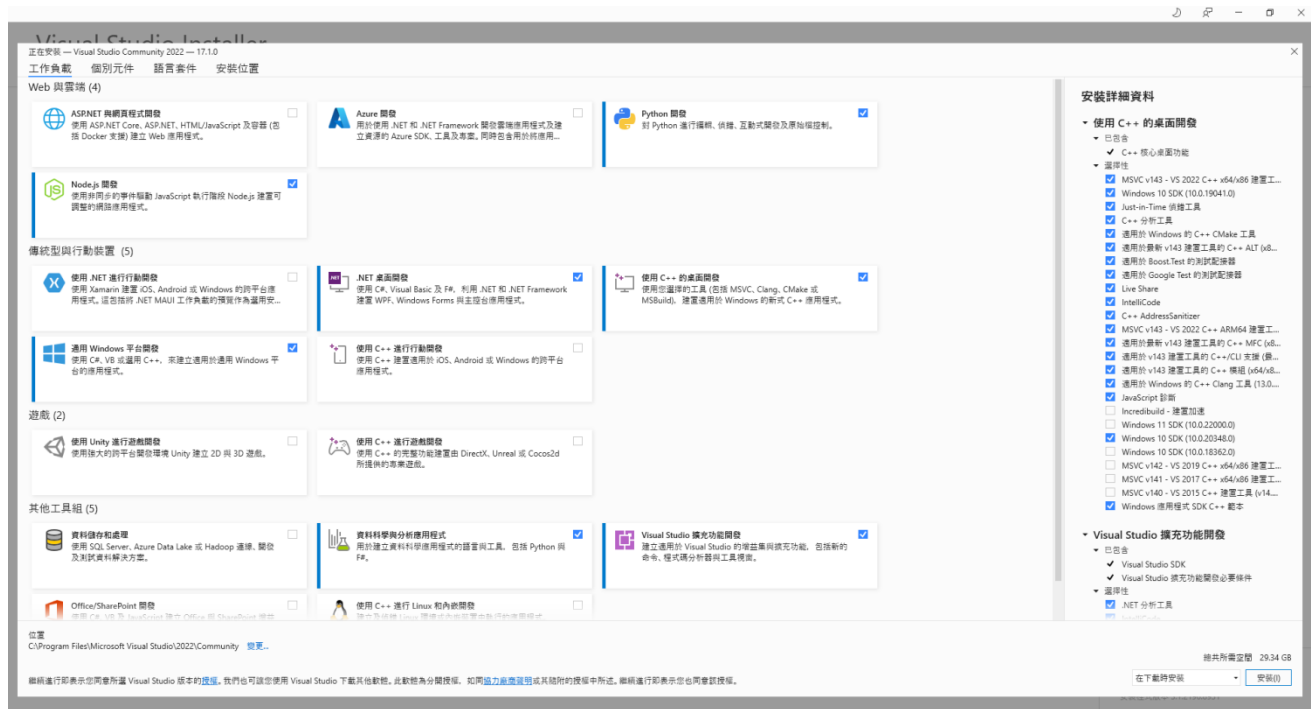 Visual Studio Installer
正在安裝 — Visual Studio Community 2022 — 17.1.0
工作負載 個別元件 語言套件 安裝位置
Web 與雲端 (4)
ASP.NET 與網頁程式開發
使用 ASP.NET Core、ASP.NET、HTML/JavaScript 及容器 (包
括 Docker 支援) 建立 Web 應用程式。
Azure 開發
用於使用 .NET 和 .NET Framework 開發雲端應用程式及建
立資源的 Azure SDK、工具及專案。同時包含用於將應用...
Python 開發
對 Python 進行編輯、偵錯、互動式開發及原始檔控制。
Node.js 開發
使用非同步的事件驅動 JavaScript 執行階段 Node.js 建置可
調整的網路應用程式。
傳統型與行動裝置 (5)
使用 .NET 進行行動開發
使用 Xamarin 建置 iOS、Android 或 Windows 的跨平台應
用程式。這包括將 .NET MAUI 工作負載的預覽作為選用安...
.NET 桌面開發
使用 C#、Visual Basic 及 F#，利用 .NET 和 .NET Framework
建置 WPF、Windows Forms 與主控台應用程式。
使用 C++ 的桌面開發
使用您選擇的工具 (包括 MSVC、Clang、CMake 或
MSBuild)，建置適用於 Windows 的新式 C++ 應用程式。
通用 Windows 平台開發
使用 C#、VB 或選用 C++，來建立適用於通用 Windows 平
台的應用程式。
使用 C++ 進行行動開發
使用 C++ 建置適用於 iOS、Android 或 Windows 的跨平台
應用程式。
遊戲 (2)
使用 Unity 進行遊戲開發
使用強大的跨平台開發環境 Unity 建立 2D 與 3D 遊戲。
使用 C++ 進行遊戲開發
使用 C++ 的完整功能建置由 DirectX、Unreal 或 Cocos2d
所提供的專業遊戲。
其他工具組 (5)
資料儲存和處理
使用 SQL Server、Azure Data Lake 或 Hadoop 連線、開發
及測試資料解決方案。
資料科學與分析應用程式
用於建立資料科學應用程式的語言與工具，包括 Python 與
F#。
Visual Studio 擴充功能開發
建立適用於 Visual Studio 的增益集與擴充功能，包括新的
命令、程式碼分析器與工具視窗。
Office/SharePoint 開發
使用 C#、VB 及 JavaScript 建立 Office 與 SharePoint 增益
使用 C++ 進行 Linux 和內嵌開發
安裝詳細資料
使用 C++ 的桌面開發
已包含
C++ 核心桌面功能
選擇性
MSVC v143 - VS 2022 C++ x64/x86 建置工...
Windows 10 SDK (10.0.19041.0)
Just-in-Time 偵錯工具
C++ 分析工具
適用於 Windows 的 C++ CMake 工具
適用於最新 v143 建置工具的 C++ ALT (x8...
適用於 Boost.Test 的測試配接器
適用於 Google Test 的測試配接器
Live Share
IntelliCode
C++ AddressSanitizer
MSVC v143 - VS 2022 C++ ARM64 建置工...
適用於最新 v143 建置工具的 C++ MFC (x8...
適用於 v143 建置工具的 C++/CLI 支援 (最...
適用於 v143 建置工具的 C++ 模組 (x64/x8...
適用於 Windows 的 C++ Clang 工具 (13.0....
JavaScript 診斷
Incredibuild - 建置加速
Windows 11 SDK (10.0.22000.0)
Windows 10 SDK (10.0.20348.0)
Windows 10 SDK (10.0.18362.0)
MSVC v142 - VS 2019 C++ x64/x86 建置工...
MSVC v141 - VS 2017 C++ x64/x86 建置工...
MSVC v140 - VS 2015 C++ 建置工具 (v14....
Windows 應用程式 SDK C++ 範本
Visual Studio 擴充功能開發
已包含
Visual Studio SDK
Visual Studio 擴充功能開發必要條件
選擇性
.NET 分析工具
IntelliCode
位置
C:\Program Files\Microsoft Visual Studio\2022\Community 變更...
總共所需空間 29.34 GB
繼續進行即表示您同意所選 Visual Studio 版本的授權。我們也可讓您使用 Visual Studio 下載其他軟體。此軟體為分開授權，如同協力廠商聲明或其隨附的授權中所述。繼續進行即表示您也同意該授權。
在下載時安裝
安裝(I)